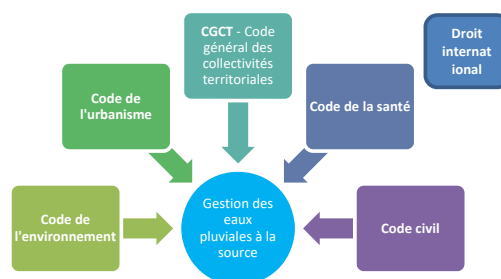 CGCT - Code
général des
collectivités
territoriales
Droit
internat
ional
Code de
l'urbanisme
Code de la santé
Code de
l'environnement
Gestion des
eaux
pluviales à la
source
Code civil